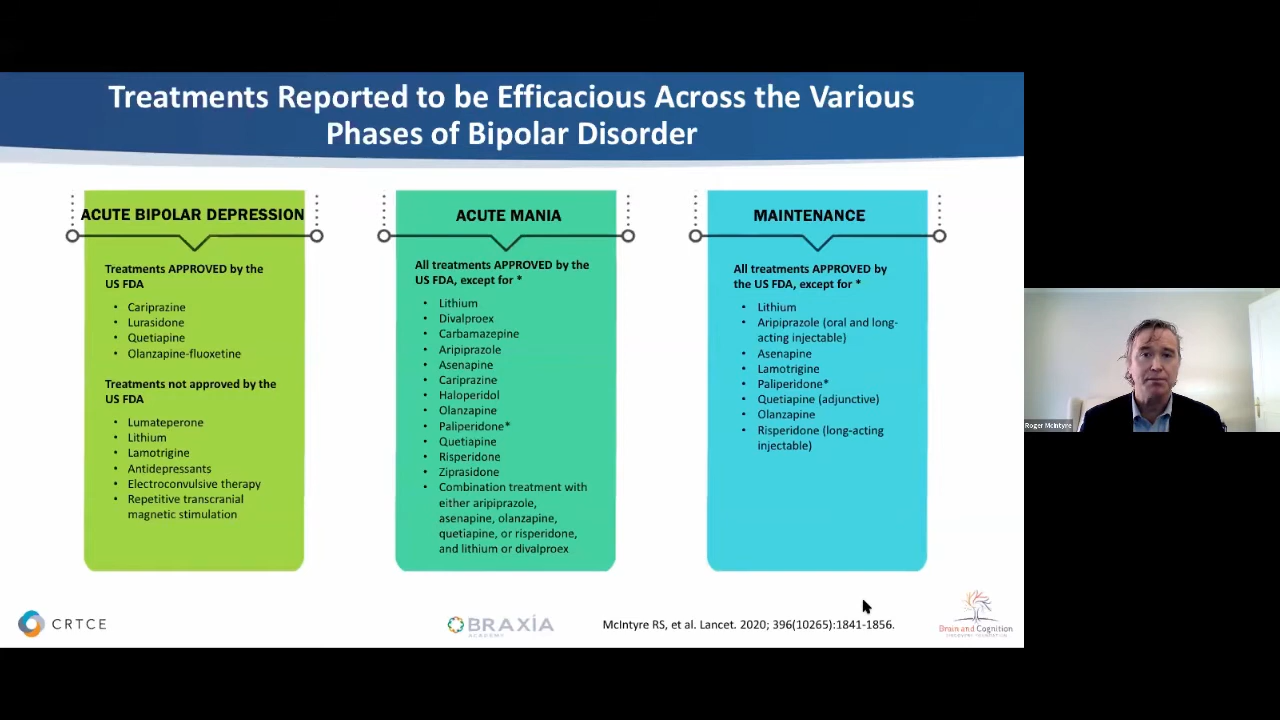 Treatments Reported to be Efficacious Across the Various
Phases of Bipolar Disorder
ACUTE BIPOLAR DEPRESSION
Treatments APPROVED by the
US FDA
• Cariprazine
• Lurasidone
• Quetiapine
• Olanzapine-fluoxetine
Treatments not approved by the
US FDA
• Lumateperone
• Lithium
• Lamotrigine
• Antidepressants
• Electroconvulsive therapy
• Repetitive transcranial
magnetic stimulation
ACUTE MANIA
All treatments APPROVED by the
US FDA, except for *
• Lithium
• Divalproex
• Carbamazepine
• Aripiprazole
• Asenapine
• Cariprazine
• Haloperidol
• Olanzapine
• Paliperidone*
• Quetiapine
• Risperidone
• Ziprasidone
• Combination treatment with
either aripiprazole,
asenapine, olanzapine,
quetiapine, or risperidone,
and lithium or divalproex
MAINTENANCE
All treatments APPROVED by
the US FDA, except for *
• Lithium
• Aripiprazole (oral and long-
acting injectable)
• Asenapine
• Lamotrigine
• Paliperidone*
• Quetiapine (adjunctive)
• Olanzapine
• Risperidone (long-acting
injectable)
Roger McIntyre
CRTCE
BRAXIA
ACADEMY
McIntyre RS, et al. Lancet. 2020; 396(10265):1841-1856.
Brain and Cognition